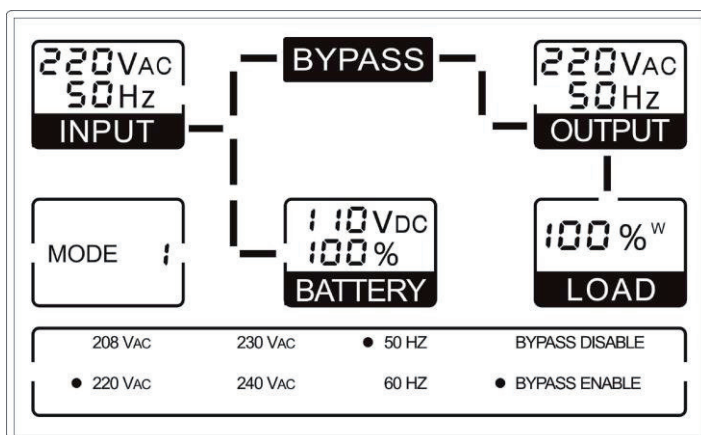 220VAC
50Hz
INPUT
BYPASS
220VAC
50Hz
OUTPUT
MODE 1
110VDC
100%
BATTERY
100%W
LOAD
208 VAC 230 VAC ● 50 HZ BYPASS DISABLE
● 220 VAC 240 VAC 60 HZ ● BYPASS ENABLE